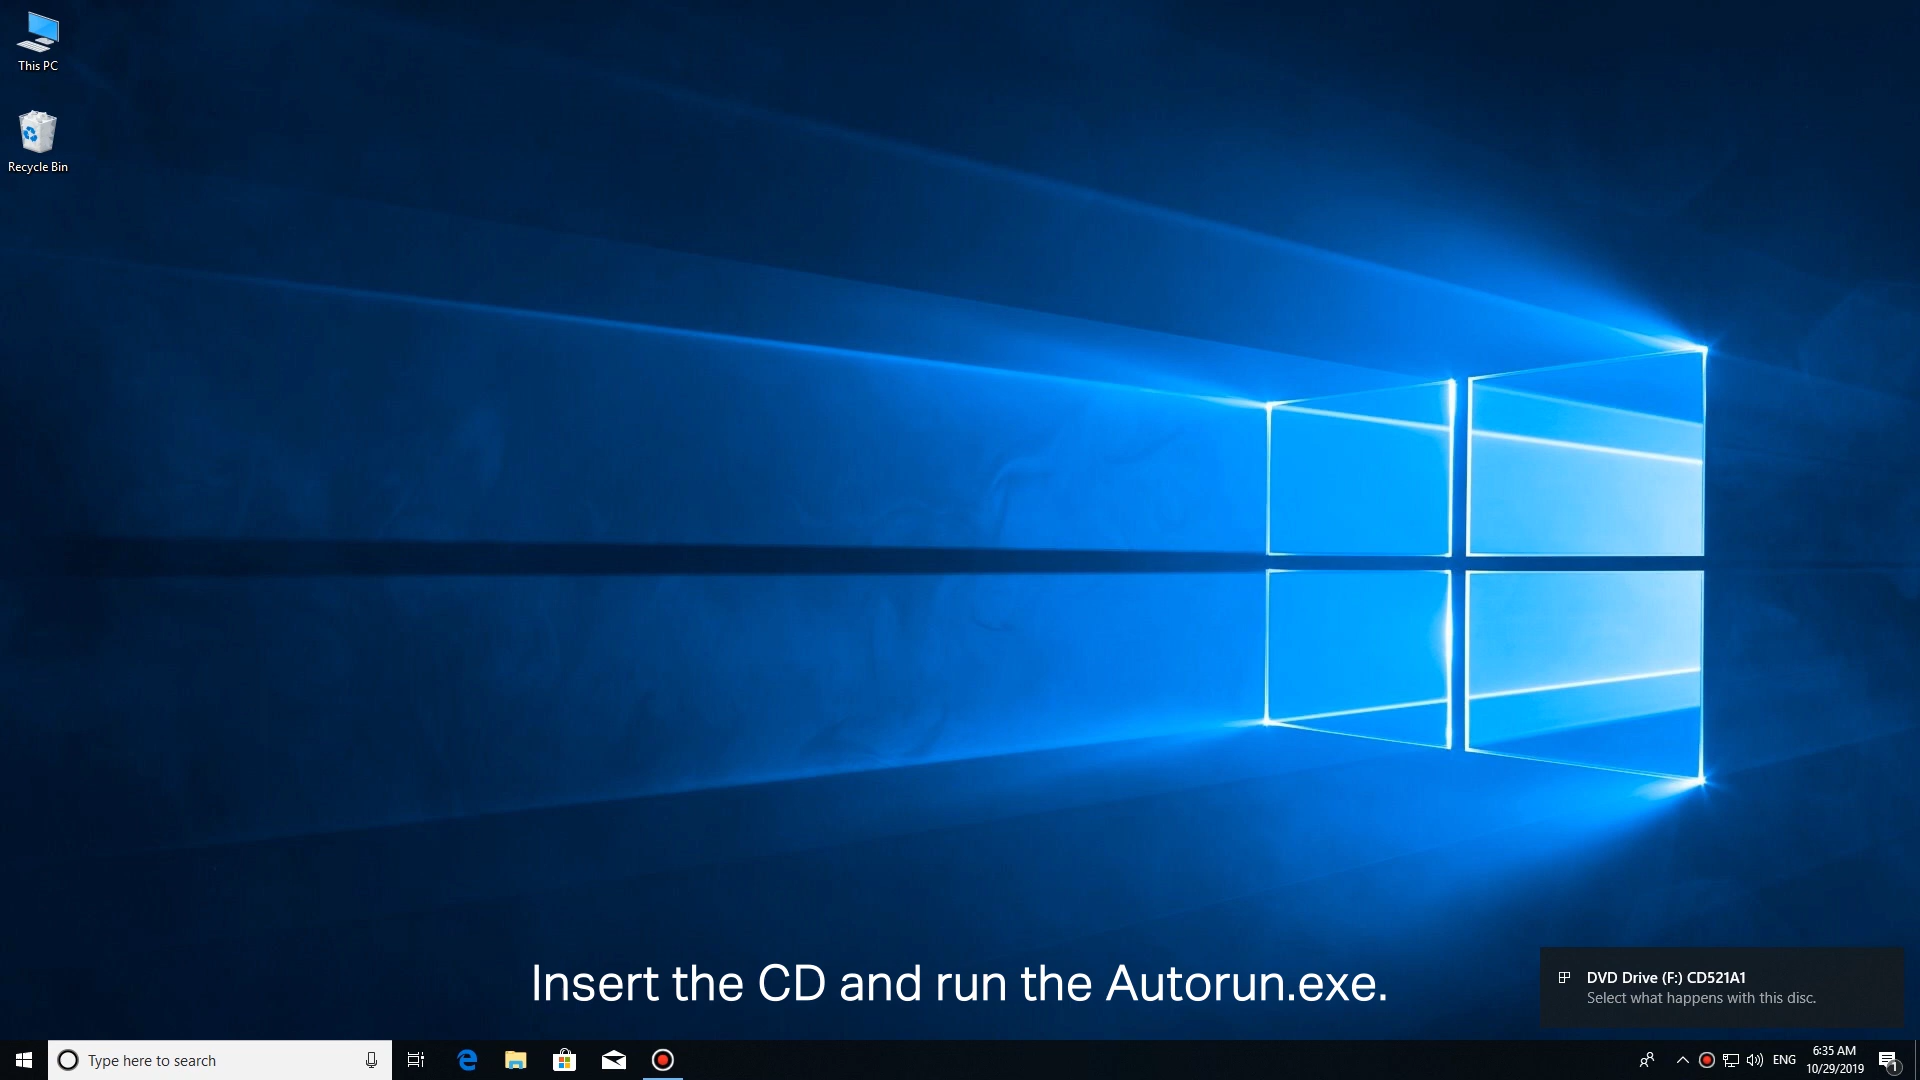 This PC
Recycle Bin
Insert the CD and run the Autorun.exe.
DVD Drive (F:) CD521A1
Select what happens with this disc.
Type here to search
ENG
6:35 AM
10/29/2019
1